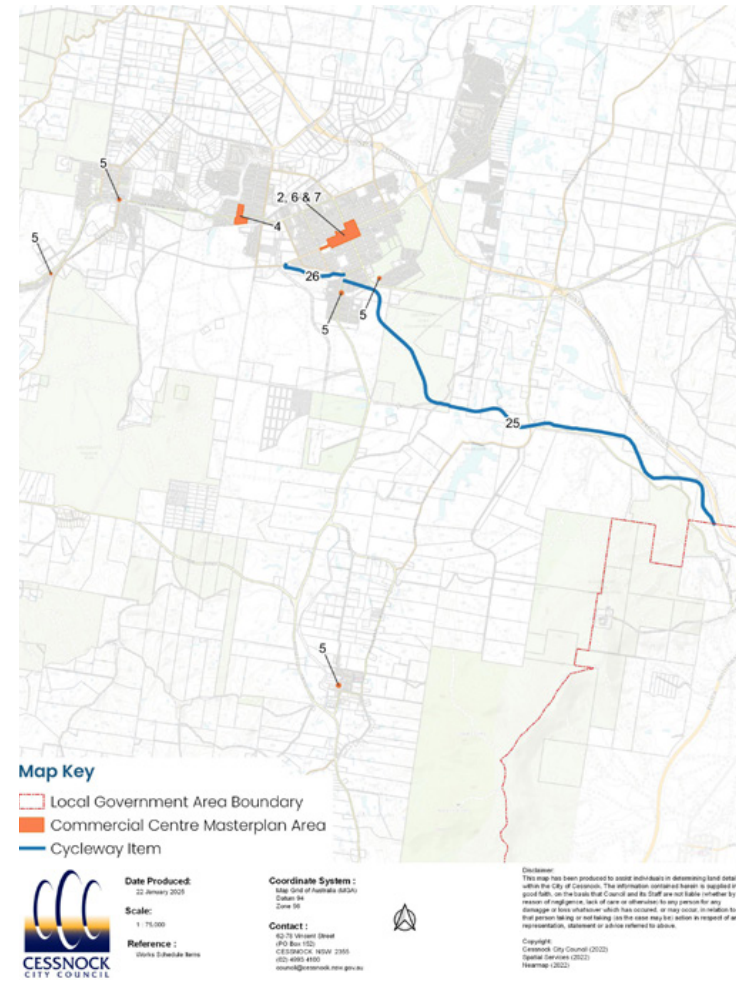 5
2, 6 & 7
4
5
26
5
5
25
5
Map Key
Local Government Area Boundary
Commercial Centre Masterplan Area
Cycleway Item
CESSNOCK
CITY COUNCIL
Date Produced:
22 January 2025
Scale:
1 : 75,000
Reference :
Works Schedule Items
Coordinate System :
Map Grid of Australia (MGA)
Datum 94
Zone 56
Contact :
62-78 Vincent Street
(PO Box 152)
CESSNOCK NSW 2355
(02) 4993 4100
council@cessnock.nsw.gov.au
Disclaimer:
This map has been produced to assist individuals in determining land detail
within the City of Cessnock. The information contained herein is supplied in
good faith, on the basis that Council and its Staff are not liable (whether by
reason of negligence, lack of care or otherwise) to any person for any
damagge or loss whatsoever which has occured, or may occur, in relation to
that person taking or not taking (as the case may be) action in respect of an
representation, statement or advice referred to above.
Copyright:
Cessnock City Council (2022)
Spatial Services (2022)
Nearmap (2022)